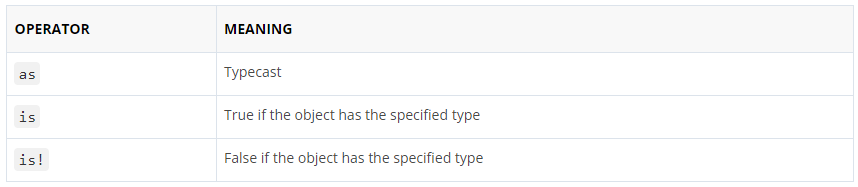 OPERATOR MEANING
as Typecast
is True if the object has the specified type
is! False if the object has the specified type